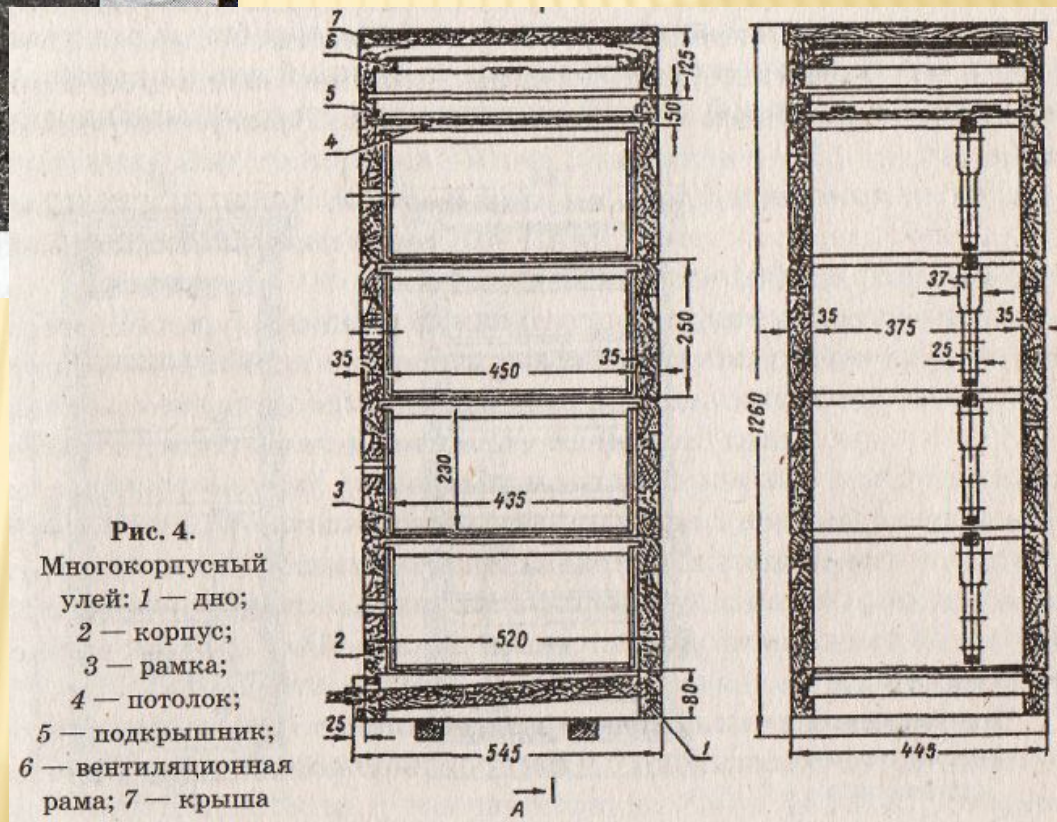 7
6
5
4
125
150
35
450
35
250
230
435
3
2
520
80
25
545
1
А
37
35
375
35
25
1260
445
Рис. 4.
Многокорпусный
улей; 1 — дно;
2 — корпус;
3 — рамка;
4 — потолок;
5 — подкрышник;
6 — вентиляционная
рама; 7 — крыша